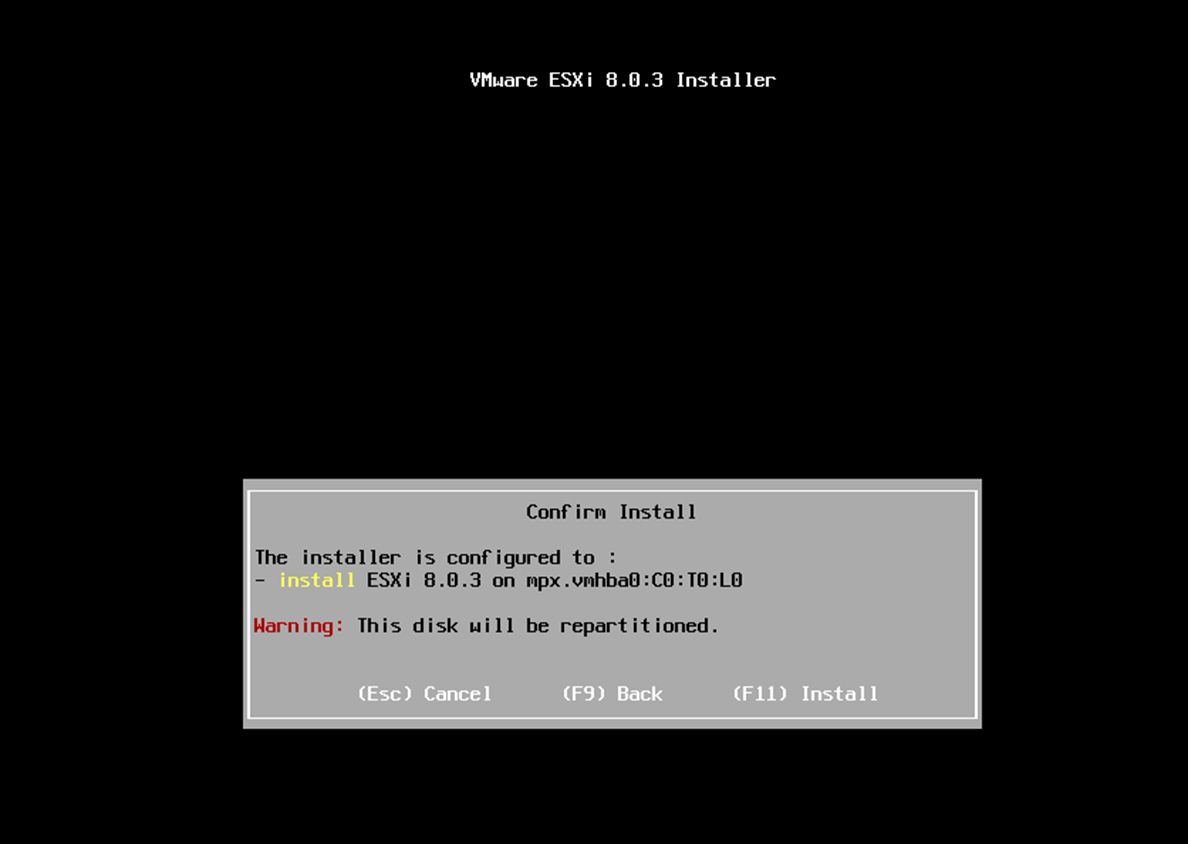 VMware ESXi 8.0.3 Installer
Confirm Install
The installer is configured to :
- install ESXi 8.0.3 on mpx.vmhba0:C0:T0:L0
Warning: This disk will be repartitioned.
(Esc) Cancel (F9) Back (F11) Install